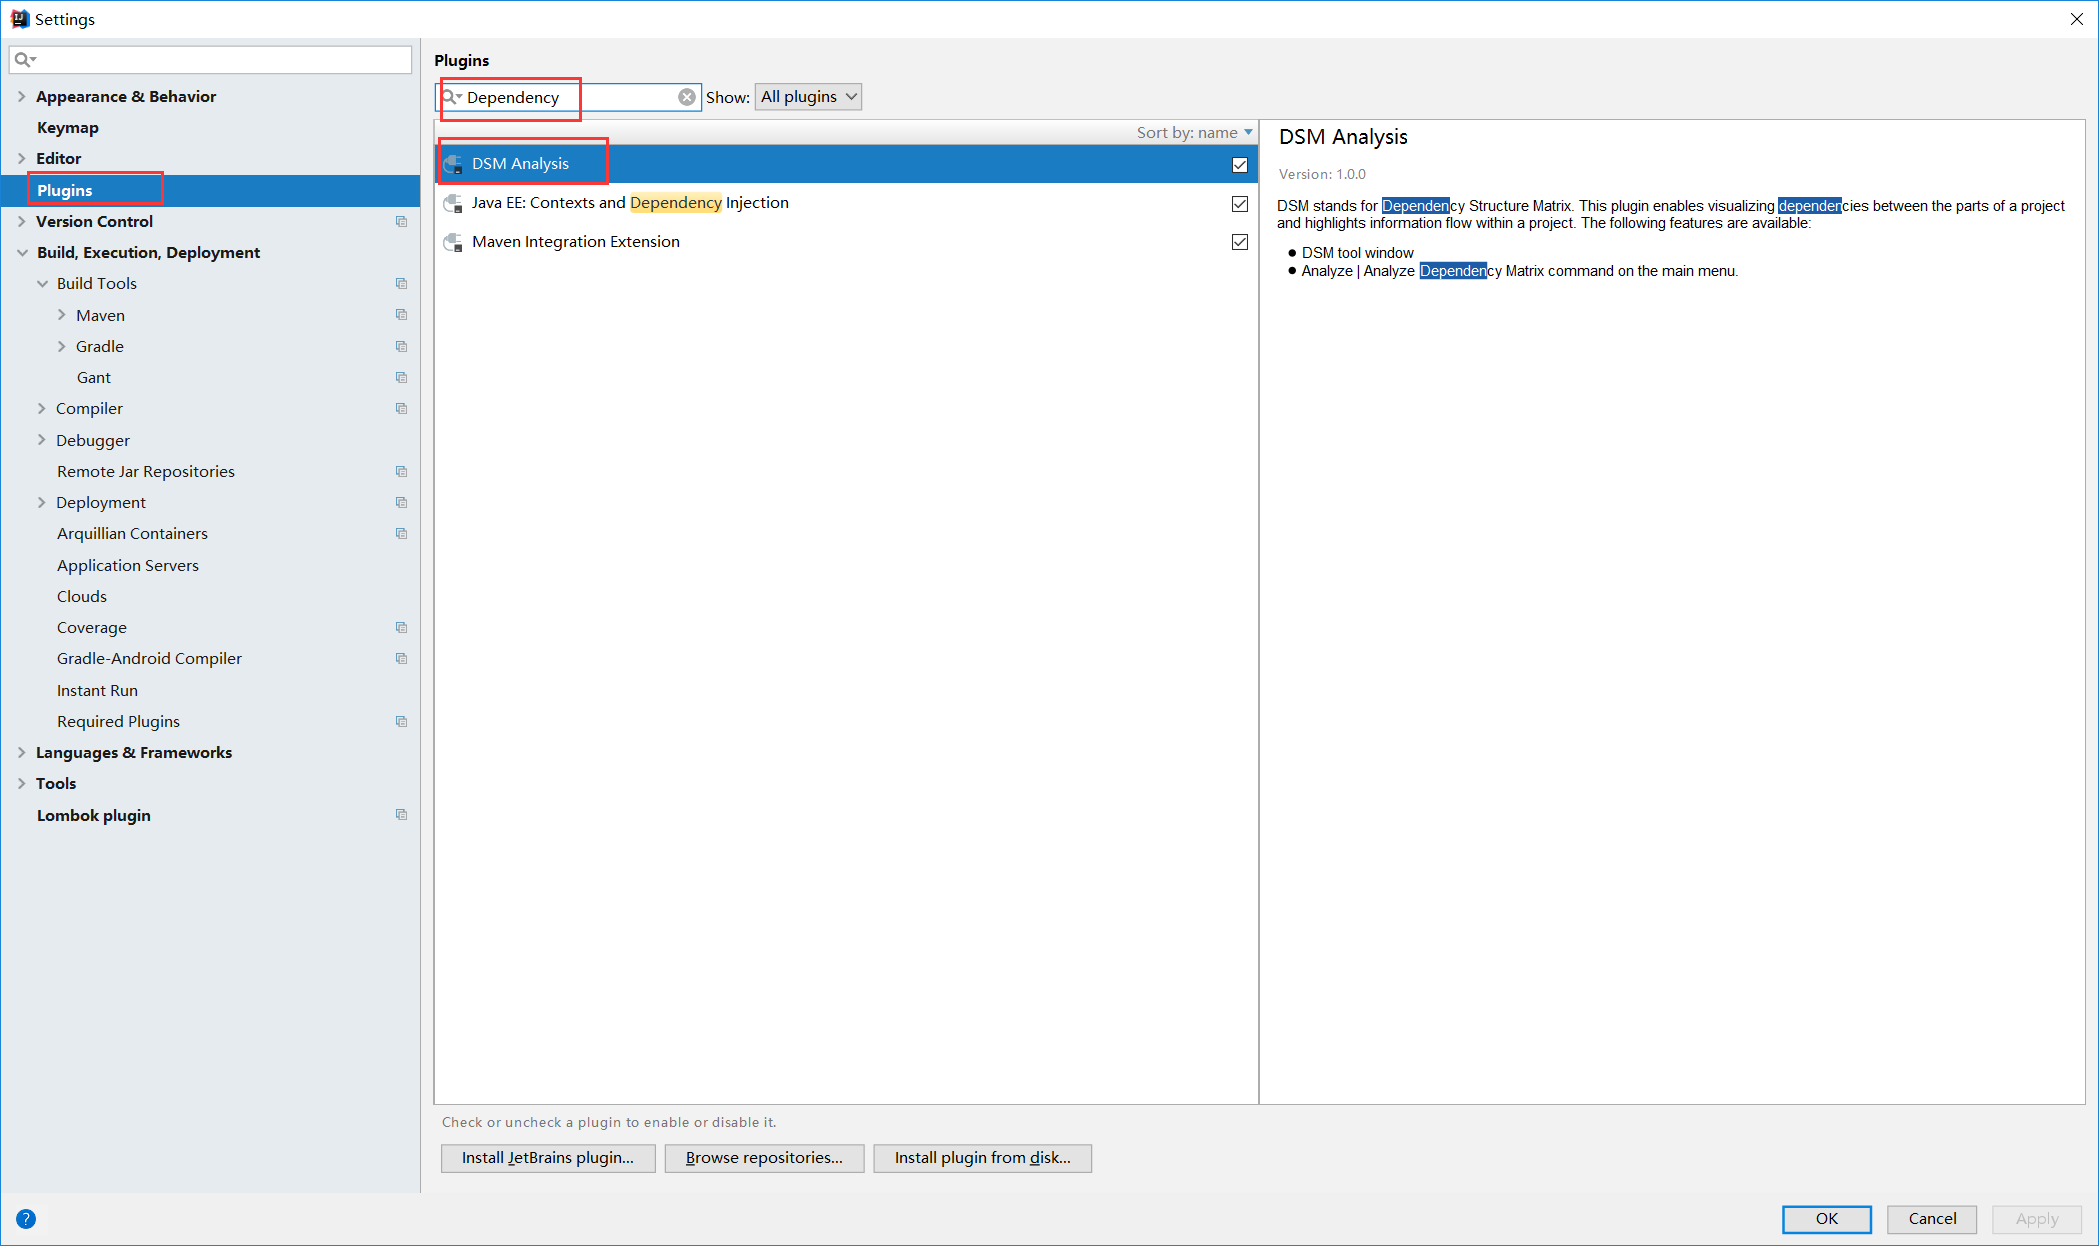 Settings
Appearance & Behavior
Keymap
Editor
Plugins
Version Control
Build, Execution, Deployment
Build Tools
Maven
Gradle
Gant
Compiler
Debugger
Remote Jar Repositories
Deployment
Arquillian Containers
Application Servers
Clouds
Coverage
Gradle-Android Compiler
Instant Run
Required Plugins
Languages & Frameworks
Tools
Lombok plugin
Plugins
Dependency Show: All plugins
Sort by: name
DSM Analysis
Java EE: Contexts and Dependency Injection
Maven Integration Extension
DSM Analysis
Version: 1.0.0
DSM stands for Dependency Structure Matrix. This plugin enables visualizing dependencies between the parts of a project
and highlights information flow within a project. The following features are available:
● DSM tool window
● Analyze | Analyze Dependency Matrix command on the main menu.
Check or uncheck a plugin to enable or disable it.
Install JetBrains plugin... Browse repositories... Install plugin from disk...
? OK Cancel Apply